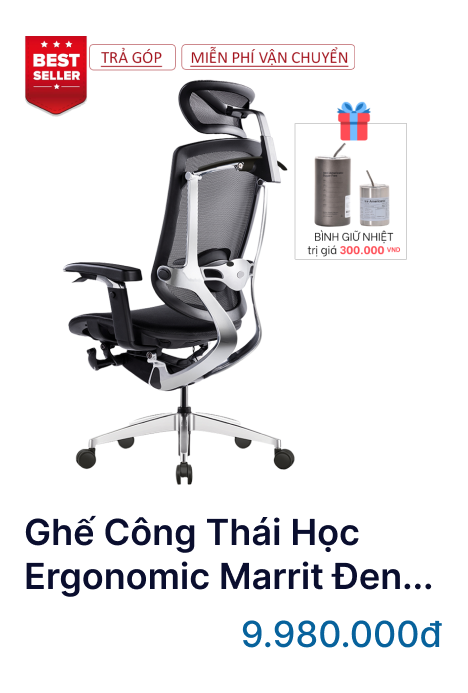 BEST
SELLER
TRẢ GÓP
MIỄN PHÍ VẬN CHUYỂN
BÌNH GIỮ NHIỆT
trị giá 300.000 VND
Ghế Công Thái Học
Ergonomic Marrit Đen...
9.980.000đ